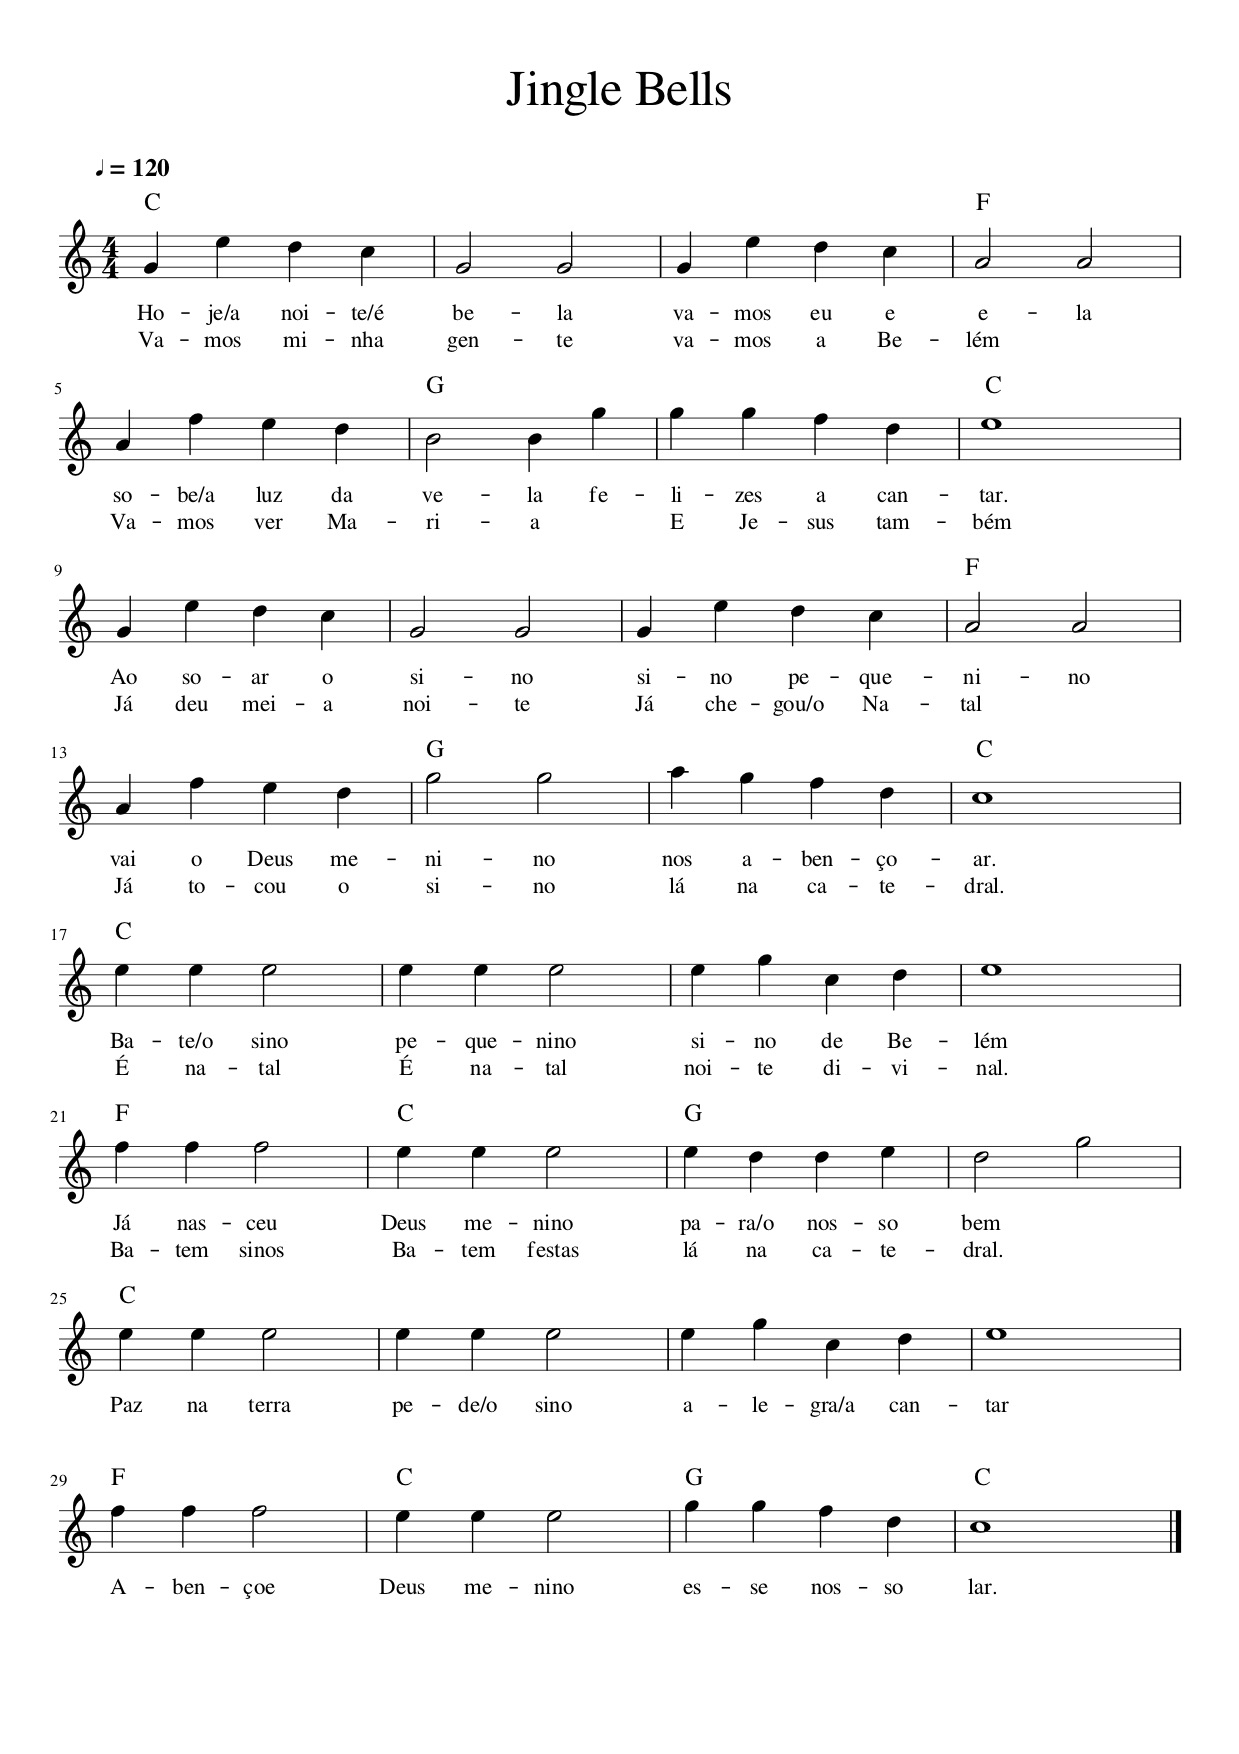 Jingle Bells
♩ = 120
C F
4
4
Ho – je/a noi – te/é be – la va – mos eu e e – la
Va – mos mi – nha gen – te va – mos a Be – lém
5
G C
so – be/a luz da ve – la fe – li – zes a can – tar.
Va – mos ver Ma – ri – a E Je – sus tam – bém
9
F
Ao so – ar o si – no si – no pe – que – ni – no
Já deu mei – a noi – te Já che – gou/o Na – tal
13
G C
vai o Deus me – ni – no nos a – ben – ço – ar.
Já to – cou o si – no lá na ca – te – dral.
17
C
Ba – te/o sino pe – que – nino si – no de Be – lém
É na – tal É na – tal noi – te di – vi – nal.
21
F C G
Já nas – ceu Deus me – nino pa – ra/o nos – so bem
Ba – tem sinos Ba – tem festas lá na ca – te – dral.
25
C
Paz na terra pe – de/o sino a – le – gra/a can – tar
29
F C G C
A – ben – çoe Deus me – nino es – se nos – so lar.